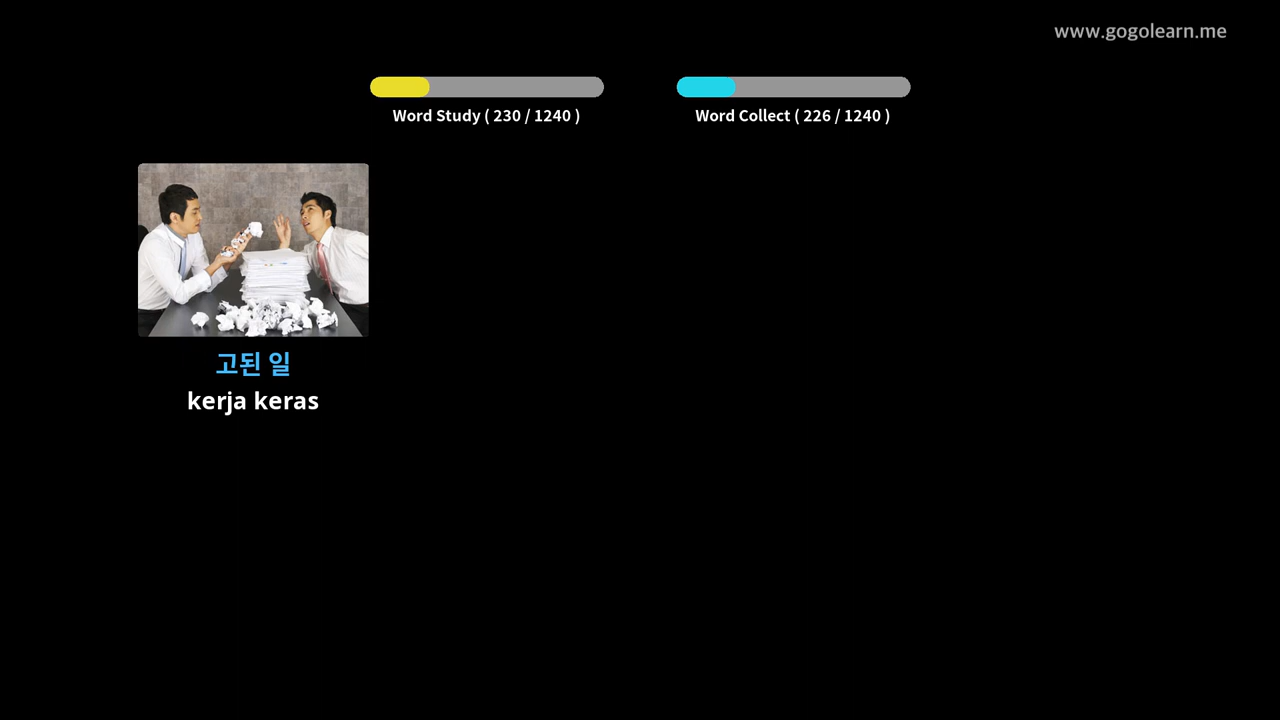 www.gogolearn.me
Word Study ( 230 / 1240 )
Word Collect ( 226 / 1240 )
고된 일
kerja keras